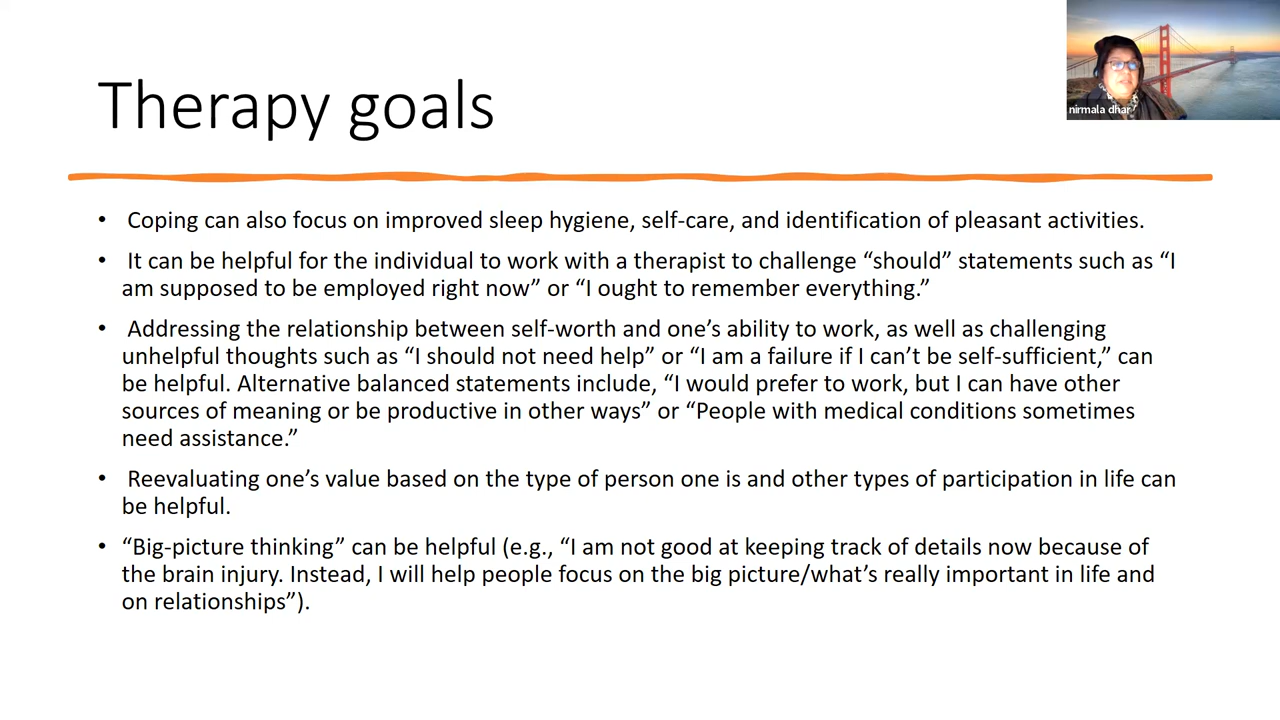 Therapy goals
nirmala dhar
• Coping can also focus on improved sleep hygiene, self-care, and identification of pleasant activities.
• It can be helpful for the individual to work with a therapist to challenge “should” statements such as “I
am supposed to be employed right now” or “I ought to remember everything.”
• Addressing the relationship between self-worth and one’s ability to work, as well as challenging
unhelpful thoughts such as “I should not need help” or “I am a failure if I can’t be self-sufficient,” can
be helpful. Alternative balanced statements include, “I would prefer to work, but I can have other
sources of meaning or be productive in other ways” or “People with medical conditions sometimes
need assistance.”
• Reevaluating one’s value based on the type of person one is and other types of participation in life can
be helpful.
• “Big-picture thinking” can be helpful (e.g., “I am not good at keeping track of details now because of
the brain injury. Instead, I will help people focus on the big picture/what’s really important in life and
on relationships”).